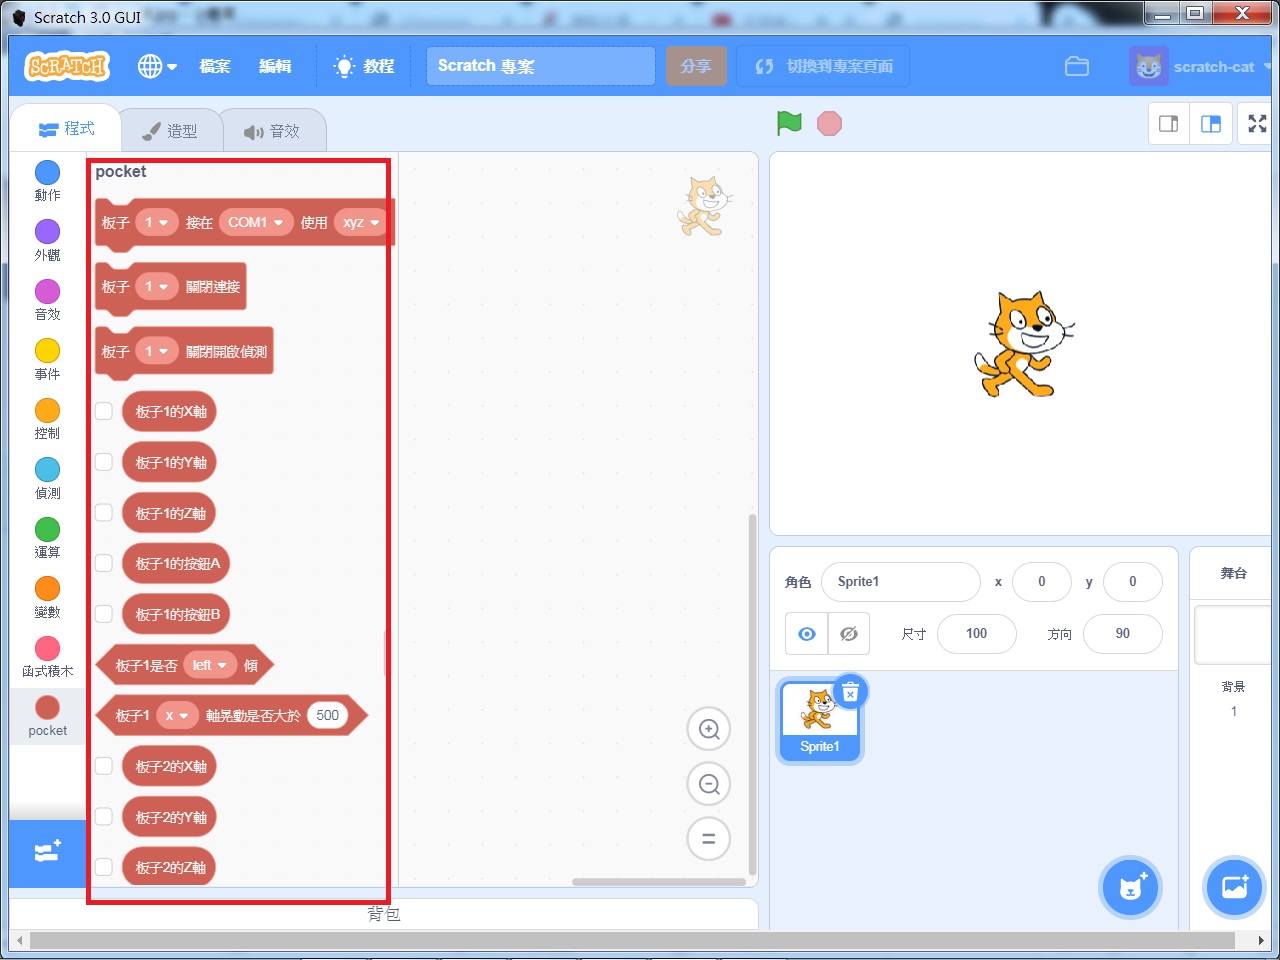 Scratch 3.0 GUI
SCRATCH 檔案 編輯 教程 Scratch 專案 分享 切換到專案頁面 scratch-cat
程式 造型 音效
動作
外觀
音效
事件
控制
偵測
運算
變數
函式積木
pocket
pocket
板子 1 接在 COM1 使用 xyz
板子 1 關閉連接
板子 1 關閉開啟偵測
板子1的X軸
板子1的Y軸
板子1的Z軸
板子1的按鈕A
板子1的按鈕B
板子1是否 left 傾
板子1 x 軸晃動是否大於 500
板子2的X軸
板子2的Y軸
板子2的Z軸
背包
角色 Sprite1 x 0 y 0
尺寸 100 方向 90
Sprite1
舞台
背景
1